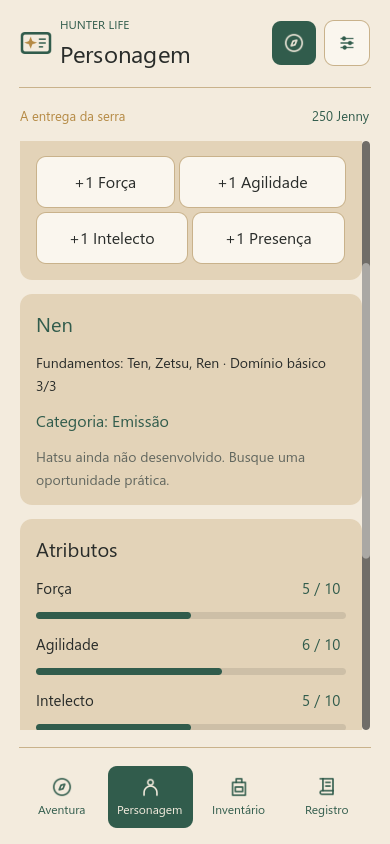 HUNTER LIFE
Personagem
A entrega da serra
250 Jenny
+1 Força
+1 Agilidade
+1 Intelecto
+1 Presença
Nen
Fundamentos: Ten, Zetsu, Ren · Domínio básico
3/3
Categoria: Emissão
Hatsu ainda não desenvolvido. Busque uma
oportunidade prática.
Atributos
Força
5 / 10
Agilidade
6 / 10
Intelecto
5 / 10
Aventura
Personagem
Inventário
Registro